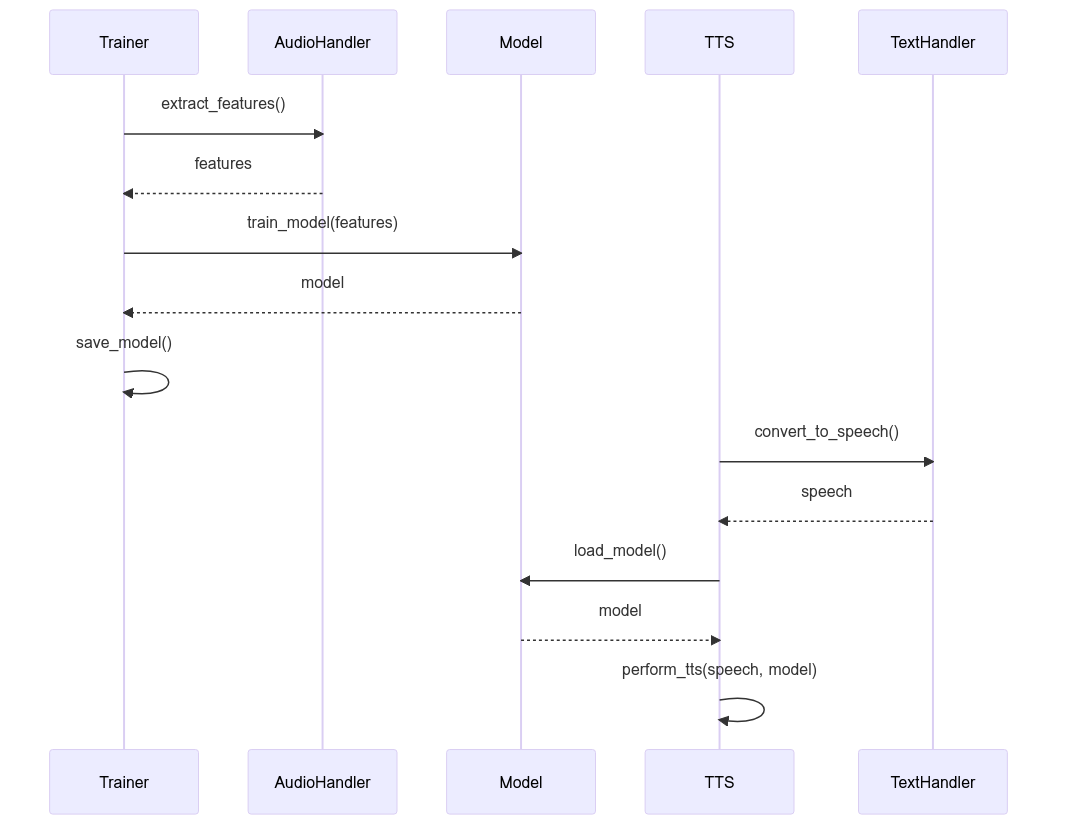 Trainer
AudioHandler
Model
TTS
TextHandler
extract_features()
features
train_model(features)
model
save_model()
convert_to_speech()
speech
load_model()
model
perform_tts(speech, model)
Trainer
AudioHandler
Model
TTS
TextHandler